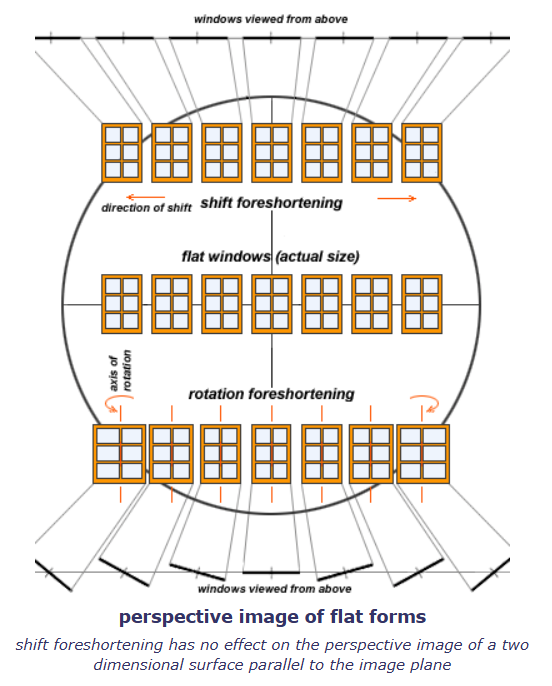 windows viewed from above
direction of shift
shift foreshortening
flat windows (actual size)
axis of
rotation
rotation foreshortening
windows viewed from above
perspective image of flat forms
shift foreshortening has no effect on the perspective image of a two
dimensional surface parallel to the image plane